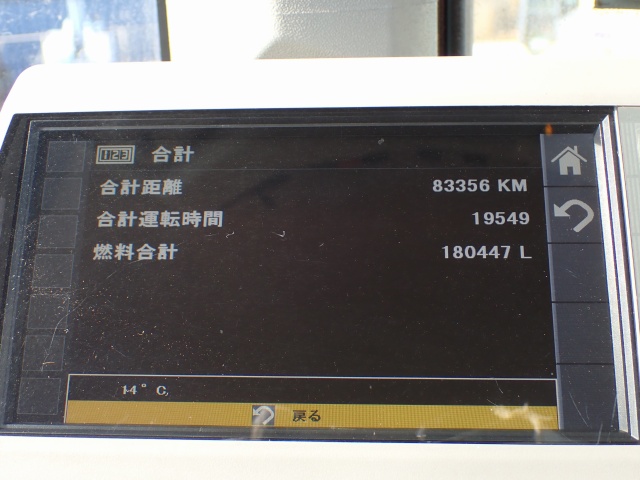 123 合計
合計距離 83356 KM
合計運転時間 19549
燃料合計 180447 L
14° C
戻る